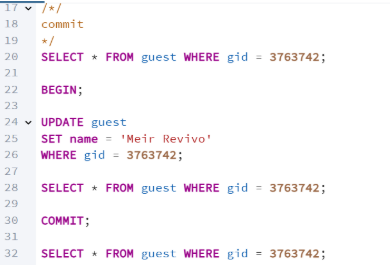 17 /*/
18 commit
19 */
20 SELECT * FROM guest WHERE gid = 3763742;
21
22 BEGIN;
23
24 UPDATE guest
25 SET name = 'Meir Revivo'
26 WHERE gid = 3763742;
27
28 SELECT * FROM guest WHERE gid = 3763742;
29
30 COMMIT;
31
32 SELECT * FROM guest WHERE gid = 3763742;